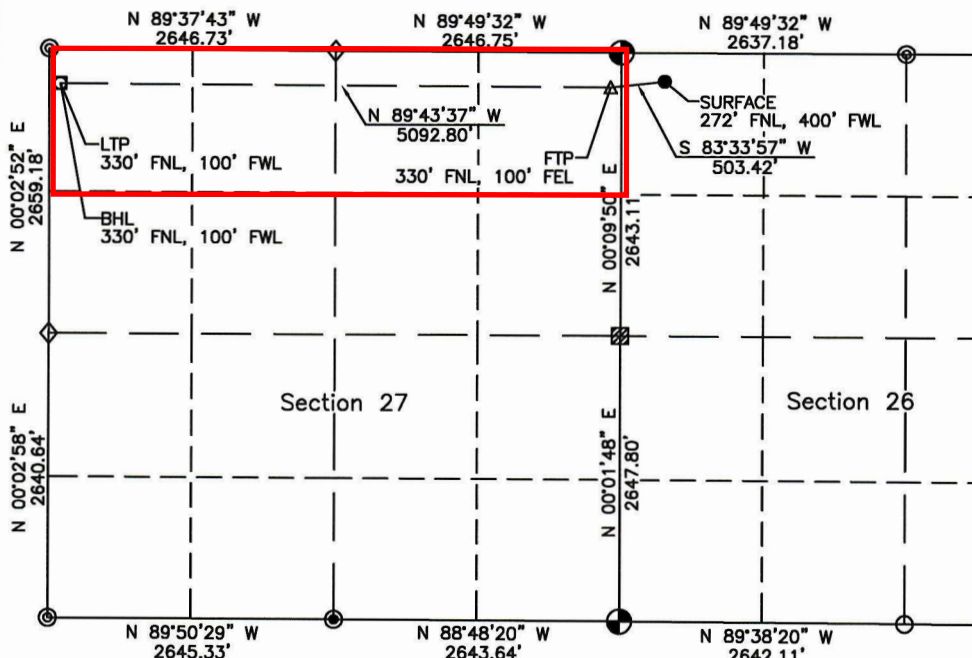 N 89°37'43" W
2646.73'
N 89°49'32" W
2646.75'
N 89°49'32" W
2637.18'
N 00°02'52" E
2659.18'
LTP
330' FNL, 100' FWL
BHL
330' FNL, 100' FWL
N 89°43'37" W
5092.80'
FTP
330' FNL, 100' FEL
SURFACE
272' FNL, 400' FWL
S 83°33'57" W
503.42'
N 00°09'50" E
2643.11'
Section 27
Section 26
N 00°02'58" E
2640.64'
N 00°01'48" E
2647.80'
N 89°50'29" W
2645.33'
N 88°48'20" W
2643.64'
N 89°38'20" W
2642.11'